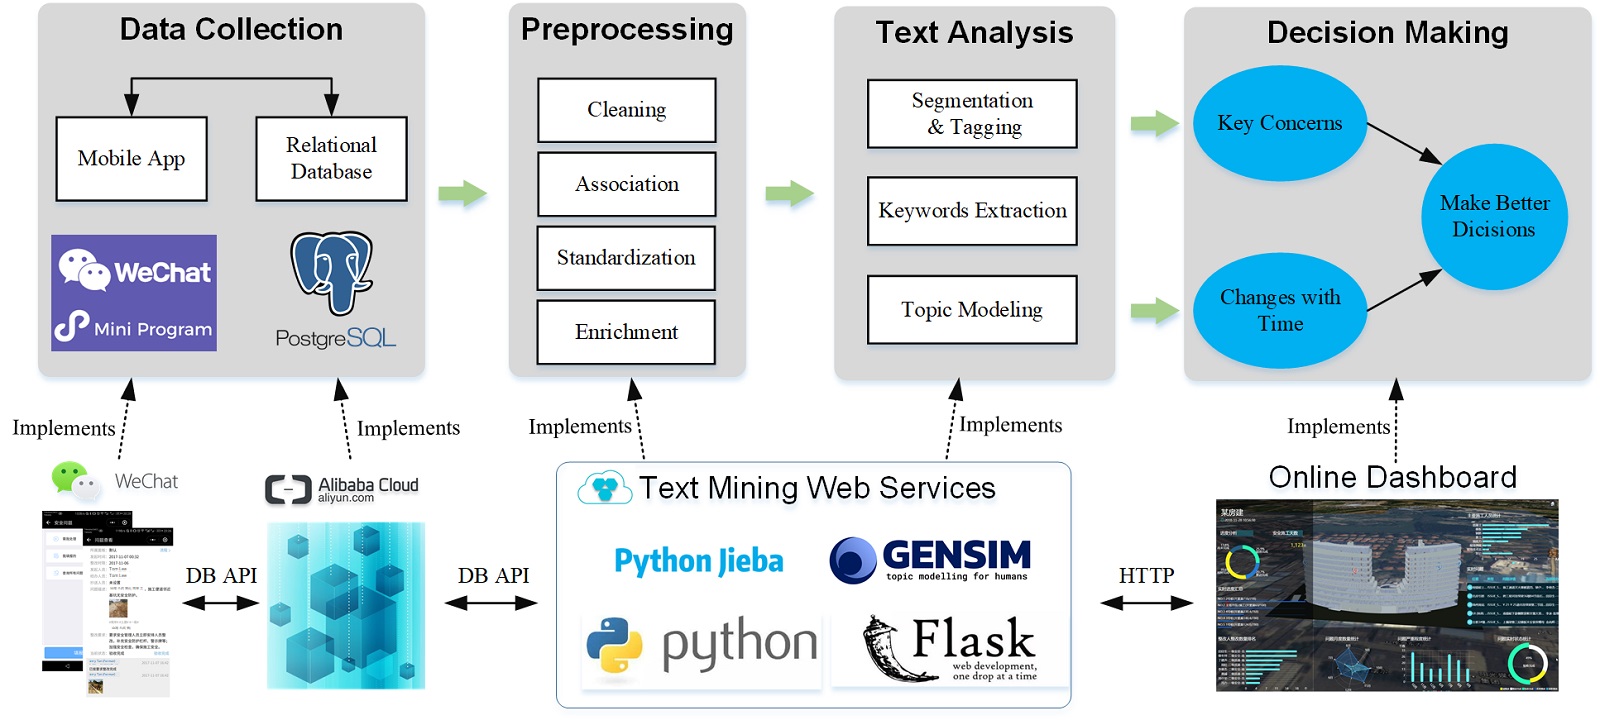 Data Collection
Mobile App
Relational
Database
WeChat
Mini Program
PostgreSQL
Preprocessing
Cleaning
Association
Standardization
Enrichment
Text Analysis
Segmentation
& Tagging
Keywords Extraction
Topic Modeling
Decision Making
Key Concerns
Changes with
Time
Make Better
Dicisions
Implements
Implements
Implements
Implements
Implements
WeChat
Alibaba Cloud
aliyun.com
DB API
DB API
Text Mining Web Services
Python Jieba
GENSIM
topic modelling for humans
python
Flask
web development,
one drop at a time
HTTP
Online Dashboard
某房建